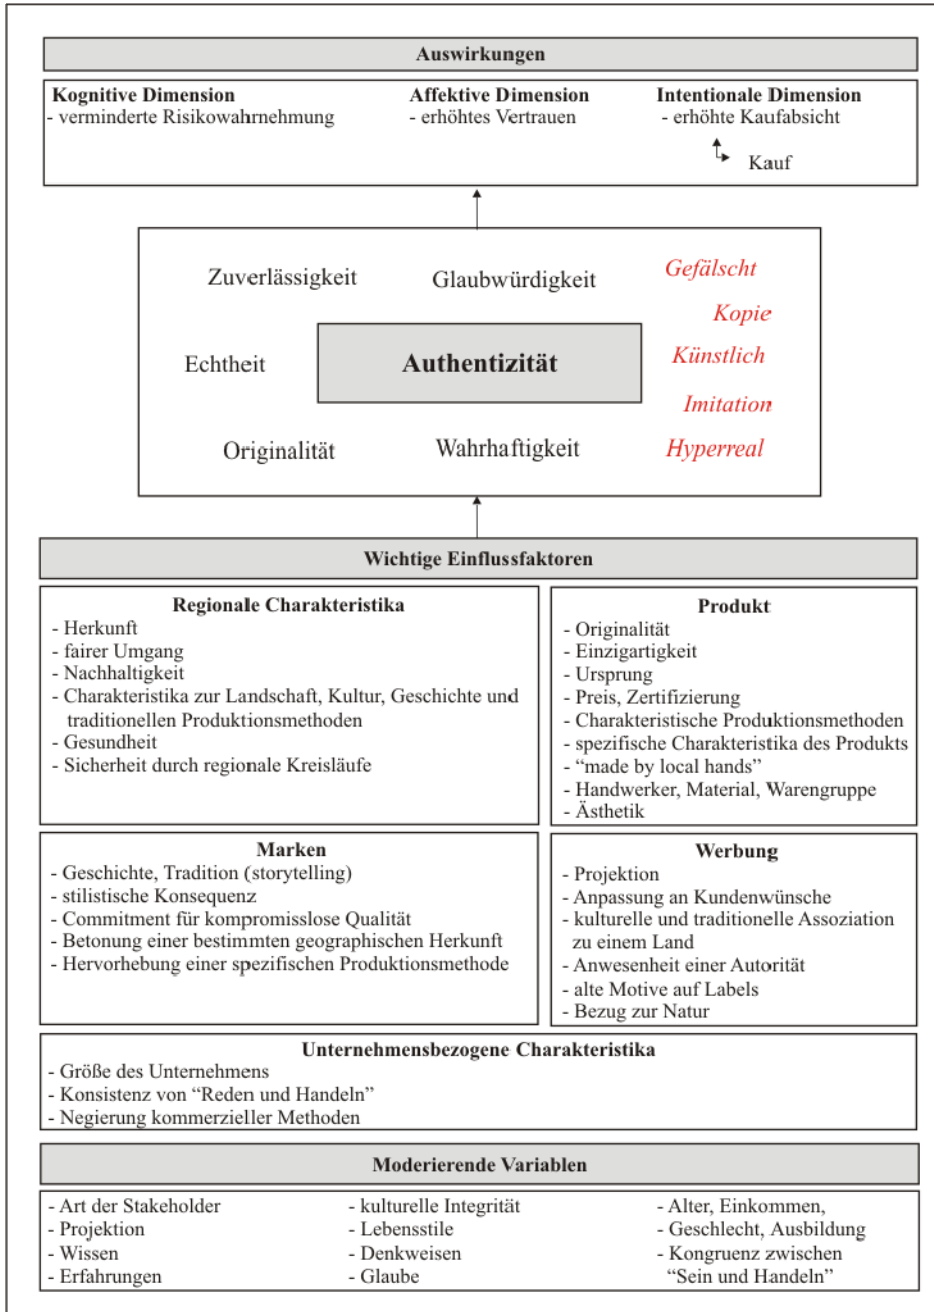 Auswirkungen
Kognitive Dimension
- verminderte Risikowahrnehmung
Affektive Dimension
- erhöhtes Vertrauen
Intentionale Dimension
- erhöhte Kaufabsicht
Kauf
Zuverlässigkeit
Glaubwürdigkeit
Echtheit
Authentizität
Originalität
Wahrhaftigkeit
Gefälscht
Kopie
Künstlich
Imitation
Hyperreal
Wichtige Einflussfaktoren
Regionale Charakteristika
- Herkunft
- fairer Umgang
- Nachhaltigkeit
- Charakteristika zur Landschaft, Kultur, Geschichte und
traditionellen Produktionsmethoden
- Gesundheit
- Sicherheit durch regionale Kreisläufe
Produkt
- Originalität
- Einzigartigkeit
- Ursprung
- Preis, Zertifizierung
- Charakteristische Produktionsmethoden
- spezifische Charakteristika des Produkts
- “made by local hands”
- Handwerker, Material, Warengruppe
- Ästhetik
Marken
- Geschichte, Tradition (storytelling)
- stilistische Konsequenz
- Commitment für kompromisslose Qualität
- Betonung einer bestimmten geographischen Herkunft
- Hervorhebung einer spezifischen Produktionsmethode
Werbung
- Projektion
- Anpassung an Kundenwünsche
- kulturelle und traditionelle Assoziation
zu einem Land
- Anwesenheit einer Autorität
- alte Motive auf Labels
- Bezug zur Natur
Unternehmensbezogene Charakteristika
- Größe des Unternehmens
- Konsistenz von “Reden und Handeln”
- Negierung kommerzieller Methoden
Moderierende Variablen
- Art der Stakeholder
- Projektion
- Wissen
- Erfahrungen
- kulturelle Integrität
- Lebensstile
- Denkweisen
- Glaube
- Alter, Einkommen,
- Geschlecht, Ausbildung
- Kongruenz zwischen
“Sein und Handeln”